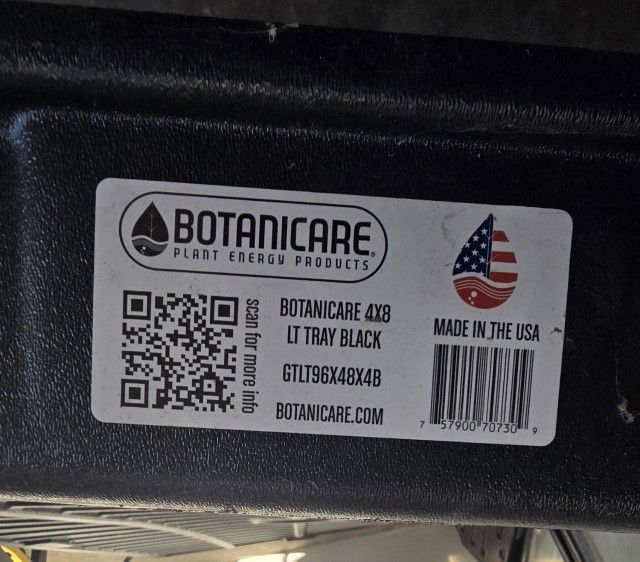 BOTANICARE®
PLANT ENERGY PRODUCTS
scan for more info
BOTANICARE 4X8
LT TRAY BLACK
GTLT96X48X4B
BOTANICARE.COM
MADE IN THE USA
7 57900 70730 9